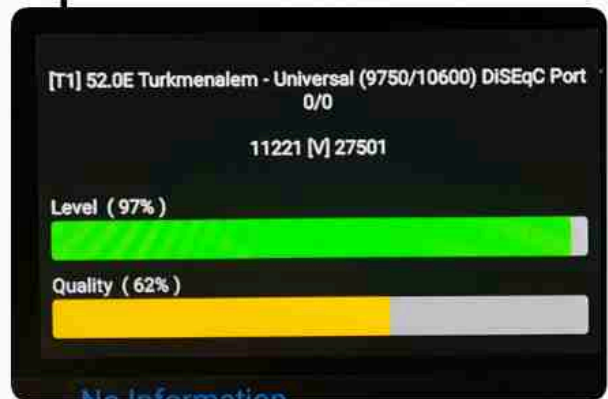 [T1] 52.0E Turkmenalem - Universal (9750/10600) DiSEqC Port
0/0
11221 [V] 27501
Level ( 97% )
Quality ( 62% )
No Information